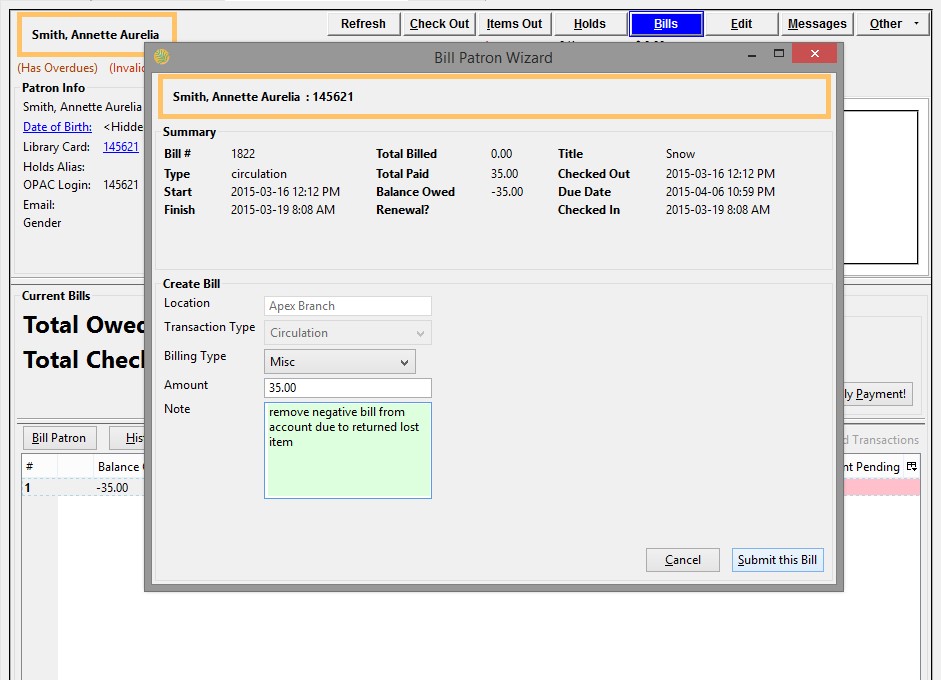 Smith, Annette Aurelia
Refresh
Check Out
Items Out
Holds
Bills
Edit
Messages
Other
(Has Overdues)
Patron Info
Smith, Annette Aurelia
Date of Birth: <Hidde
Library Card: 145621
Holds Alias:
OPAC Login: 145621
Email:
Gender
Current Bills
Total Owed
Total Check
ly Payment!
Bill Patron
d Transactions
# Balance
nt Pending
1 -35.00
Bill Patron Wizard
Smith, Annette Aurelia : 145621
Summary
Bill # 1822 Total Billed 0.00 Title Snow
Type circulation Total Paid 35.00 Checked Out 2015-03-16 12:12 PM
Start 2015-03-16 12:12 PM Balance Owed -35.00 Due Date 2015-04-06 10:59 PM
Finish 2015-03-19 8:08 AM Renewal? Checked In 2015-03-19 8:08 AM
Create Bill
Location Apex Branch
Transaction Type Circulation
Billing Type Misc
Amount 35.00
Note remove negative bill from
account due to returned lost
item
Cancel
Submit this Bill